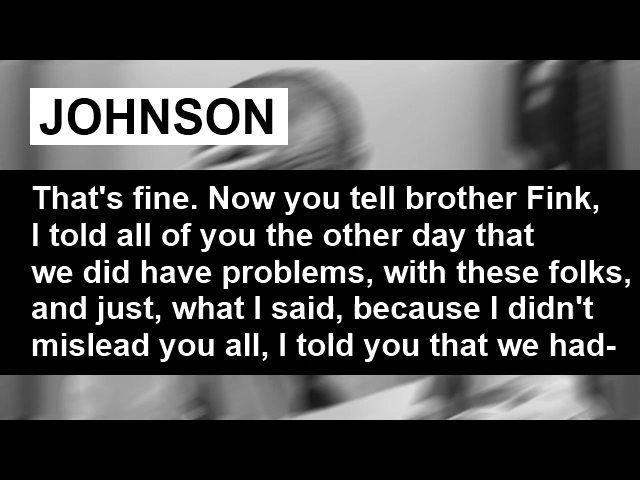 JOHNSON
That's fine. Now you tell brother Fink,
I told all of you the other day that
we did have problems, with these folks,
and just, what I said, because I didn't
mislead you all, I told you that we had-